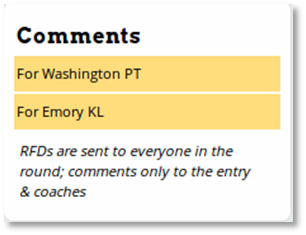 Comments
For Washington PT
For Emory KL
RFDs are sent to everyone in the
round; comments only to the entry
& coaches